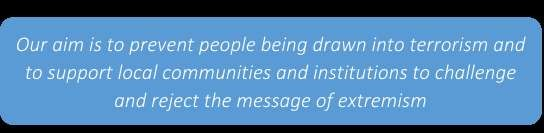 Our aim is to prevent people being drawn into terrorism and
to support local communities and institutions to challenge
and reject the message of extremism